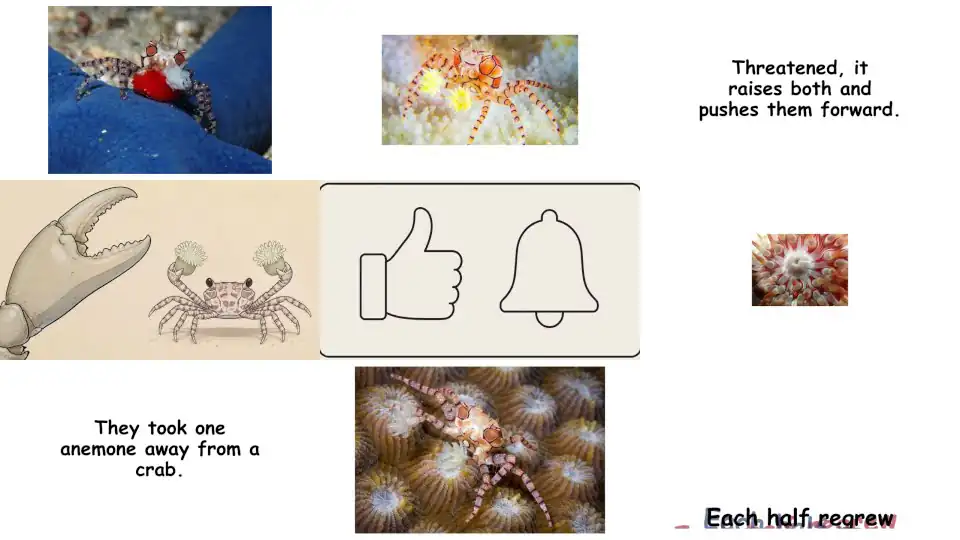 Threatened, it
raises both and
pushes them forward.
They took one
anemone away from a
crab.
Each half regrew